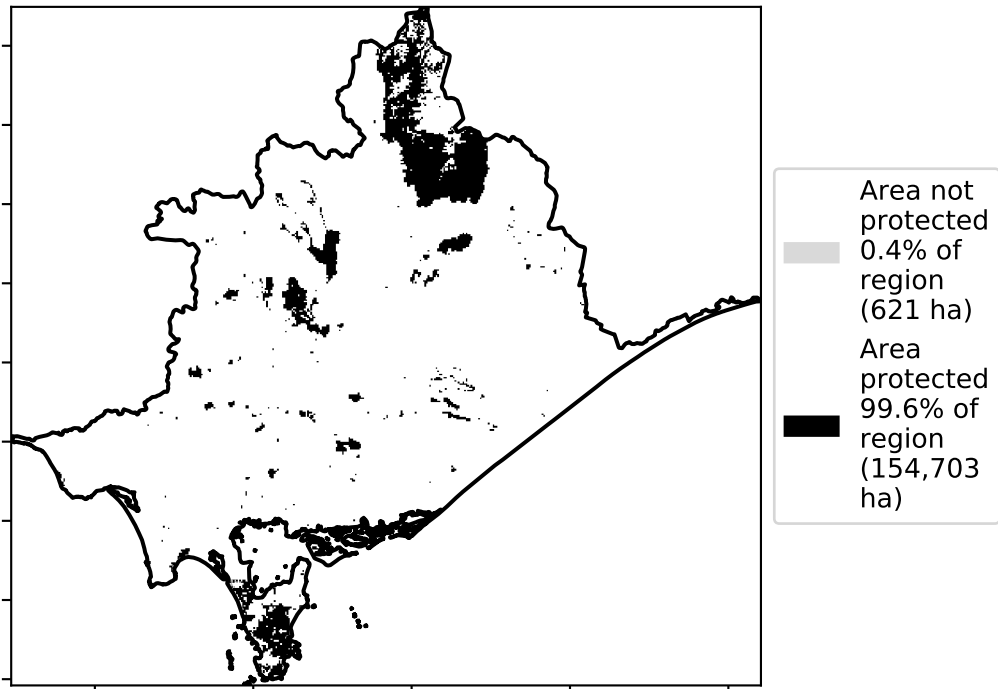 Area not
protected
0.4% of
region
(621 ha)
Area
protected
99.6% of
region
(154,703
ha)